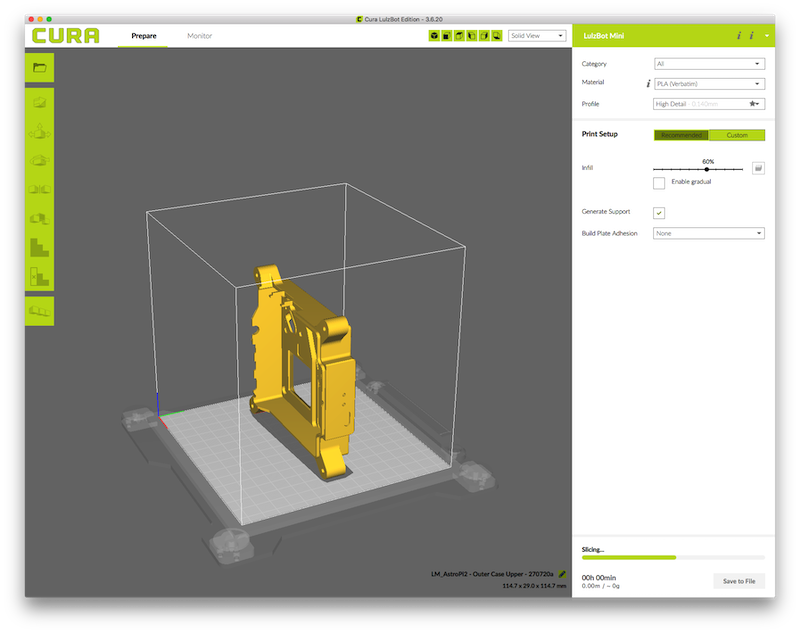 Cura LulzBot Edition - 3.6.20
CURA
Prepare
Monitor
Solid View
LulzBot Mini
i
i
Category
All
Material
i
PLA (Verbatim)
Profile
High Detail - 0.140mm
Print Setup
Recommended
Custom
Infill
60%
Enable gradual
Generate Support
Build Plate Adhesion
None
LM_AstroPi2 - Outer Case Upper - 270720a
114.7 x 29.0 x 114.7 mm
Slicing...
00h 00min
0.00m / ~ 0g
Save to File